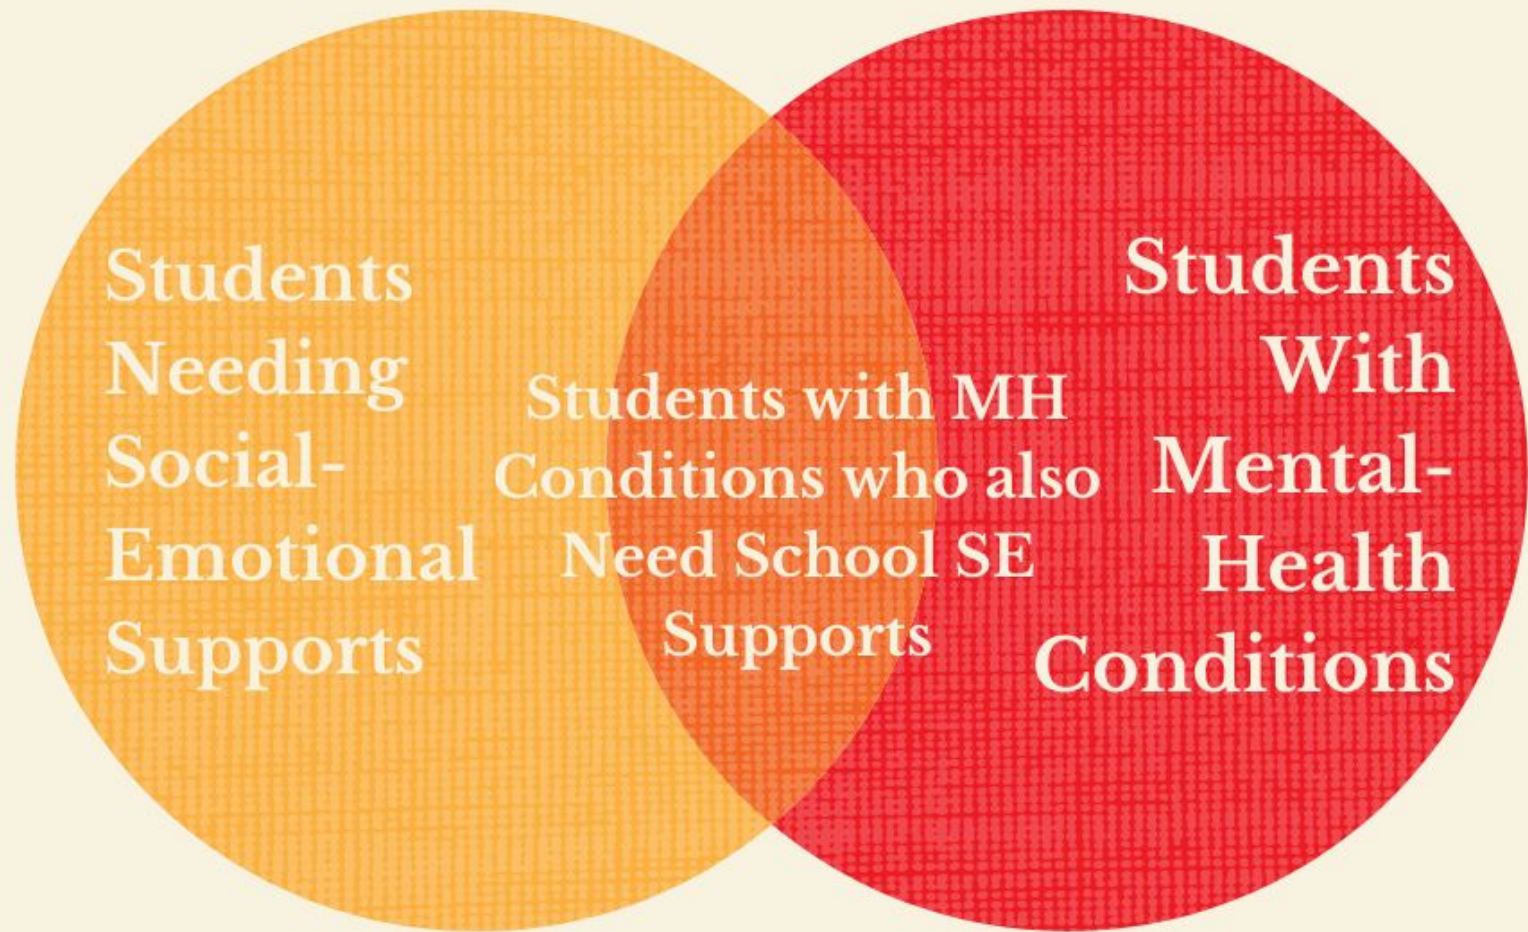 Students
Needing
Social-
Emotional
Supports
Students with MH
Conditions who also
Need School SE
Supports
Students
With
Mental-
Health
Conditions